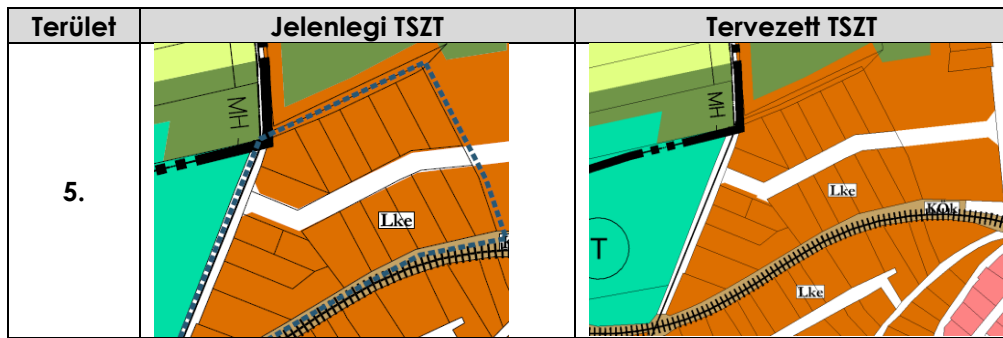 Terület Jelenlegi TSZT Tervezett TSZT
5.
MH
Lke
MH
Lke
KÖk
T
Lke